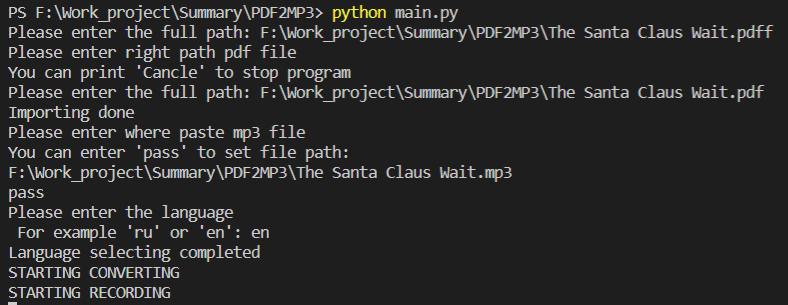 PS F:\Work_project\Summary\PDF2MP3> python main.py
Please enter the full path: F:\Work_project\Summary\PDF2MP3\The Santa Claus Wait.pdff
Please enter right path pdf file
You can print 'Cancle' to stop program
Please enter the full path: F:\Work_project\Summary\PDF2MP3\The Santa Claus Wait.pdf
Importing done
Please enter where paste mp3 file
You can enter 'pass' to set file path:
F:\Work_project\Summary\PDF2MP3\The Santa Claus Wait.mp3
pass
Please enter the language
 For example 'ru' or 'en': en
Language selecting completed
STARTING CONVERTING
STARTING RECORDING